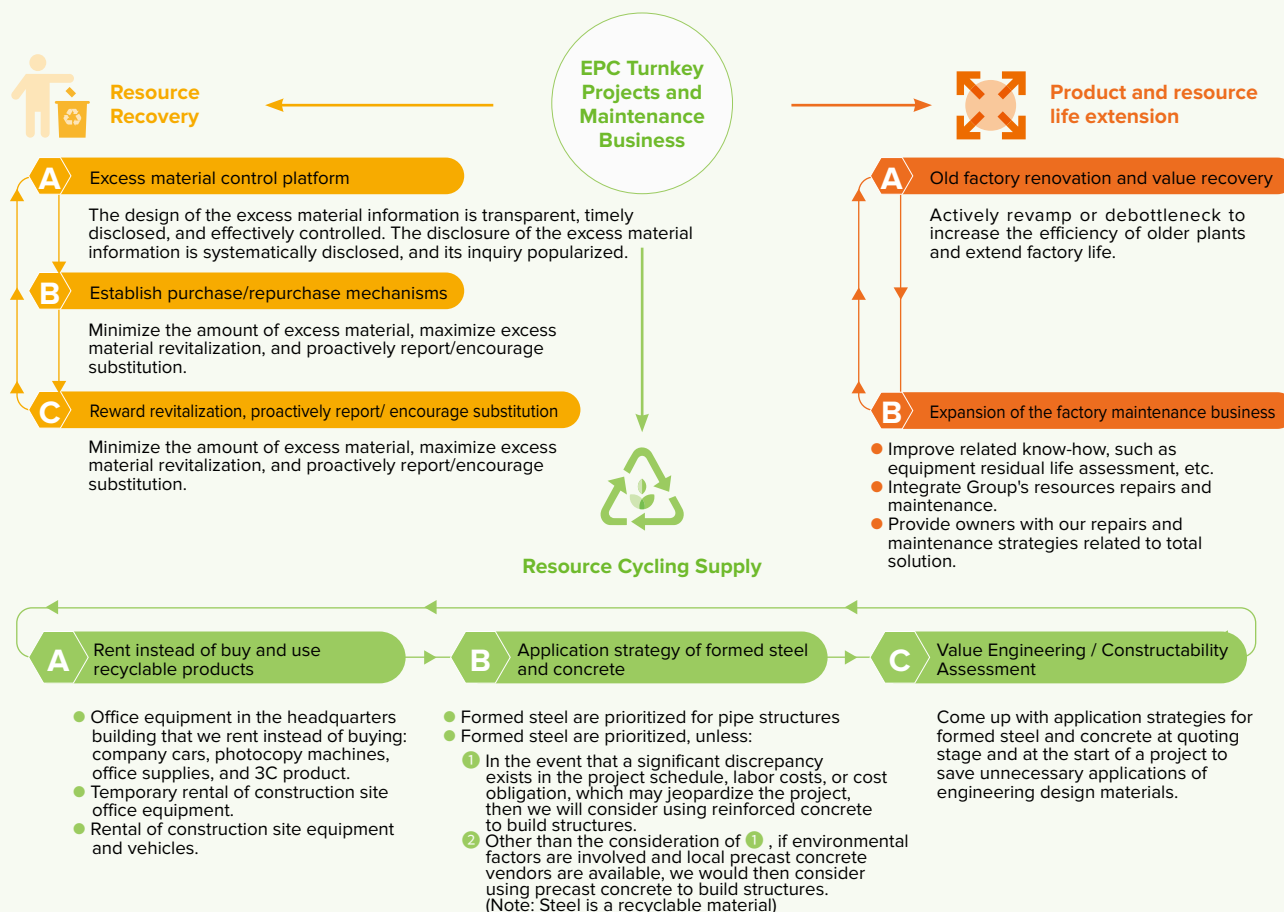 EPC Turnkey
Projects and
Maintenance
Business
Resource
Recovery
A
Excess material control platform
The design of the excess material information is transparent, timely
disclosed, and effectively controlled. The disclosure of the excess material
information is systematically disclosed, and its inquiry popularized.
B
Establish purchase/repurchase mechanisms
Minimize the amount of excess material, maximize excess
material revitalization, and proactively report/encourage
substitution.
C
Reward revitalization, proactively report/ encourage substitution
Minimize the amount of excess material, maximize excess
material revitalization, and proactively report/encourage
substitution.
Product and resource
life extension
A
Old factory renovation and value recovery
Actively revamp or debottleneck to
increase the efficiency of older plants
and extend factory life.
B
Expansion of the factory maintenance business
Improve related know-how, such as
equipment residual life assessment, etc.
Integrate Group's resources repairs and
maintenance.
Provide owners with our repairs and
maintenance strategies related to total
solution.
Resource Cycling Supply
A
Rent instead of buy and use
recyclable products
Office equipment in the headquarters
building that we rent instead of buying:
company cars, photocopy machines,
office supplies, and 3C product.
Temporary rental of construction site
office equipment.
Rental of construction site equipment
and vehicles.
B
Application strategy of formed steel
and concrete
Formed steel are prioritized for pipe structures
Formed steel are prioritized, unless:
1 In the event that a significant discrepancy
exists in the project schedule, labor costs, or cost
obligation, which may jeopardize the project,
then we will consider using reinforced concrete
to build structures.
2 Other than the consideration of 1 , if environmental
factors are involved and local precast concrete
vendors are available, we would then consider
using precast concrete to build structures.
(Note: Steel is a recyclable material)
C
Value Engineering / Constructability
Assessment
Come up with application strategies for
formed steel and concrete at quoting
stage and at the start of a project to
save unnecessary applications of
engineering design materials.